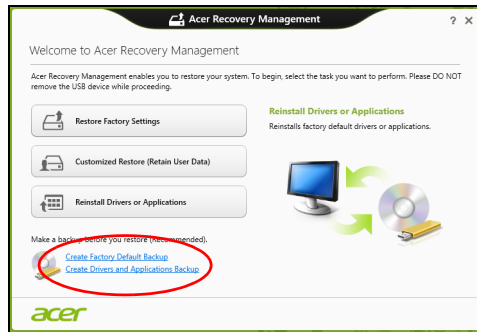 Acer Recovery Management
? X
Welcome to Acer Recovery Management
Acer Recovery Management enables you to restore your system. To begin, select the task you want to perform. Please DO NOT
remove the USB device while proceeding.
Restore Factory Settings
Customized Restore (Retain User Data)
Reinstall Drivers or Applications
Reinstall Drivers or Applications
Reinstalls factory default drivers or applications.
Make a backup before you restore (Recommended).
Create Factory Default Backup
Create Drivers and Applications Backup
acer